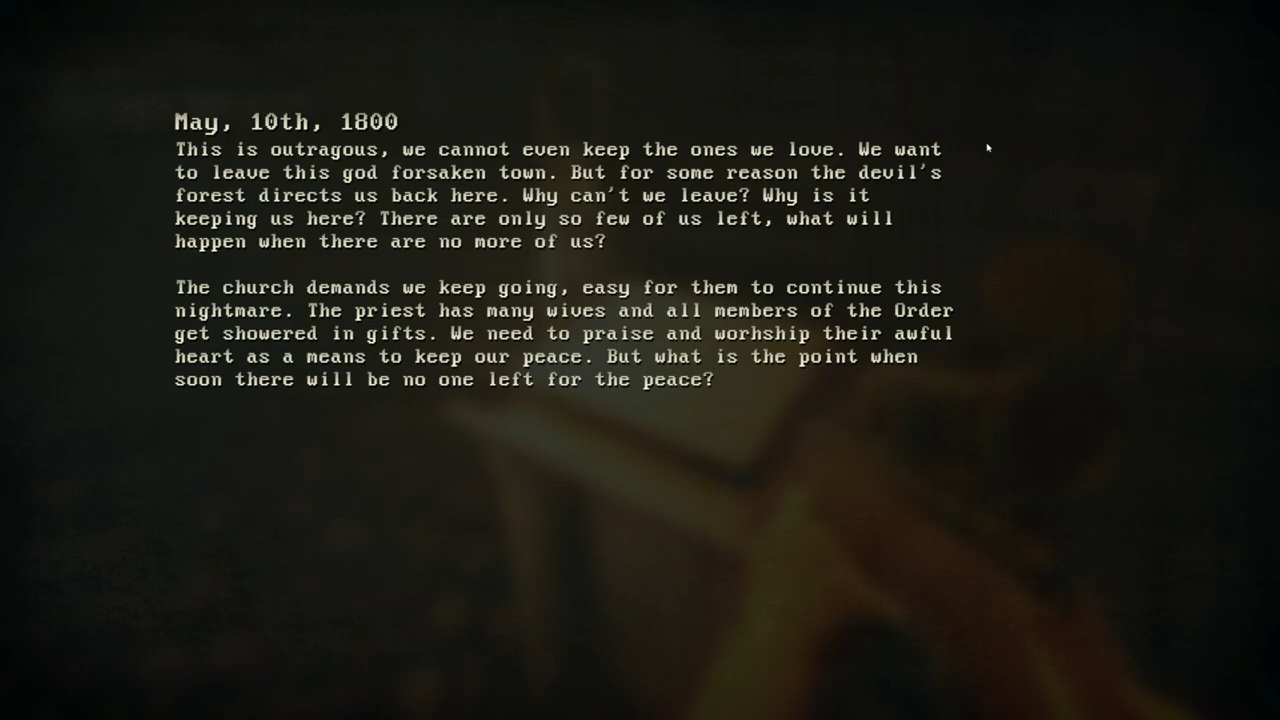 May, 10th, 1800
This is outragous, we cannot even keep the ones we love. We want
to leave this god forsaken town. But for some reason the devil's
forest directs us back here. Why can't we leave? Why is it
keeping us here? There are only so few of us left, what will
happen when there are no more of us?
The church demands we keep going, easy for them to continue this
nightmare. The priest has many wives and all members of the Order
get showered in gifts. We need to praise and worhship their awful
heart as a means to keep our peace. But what is the point when
soon there will be no one left for the peace?